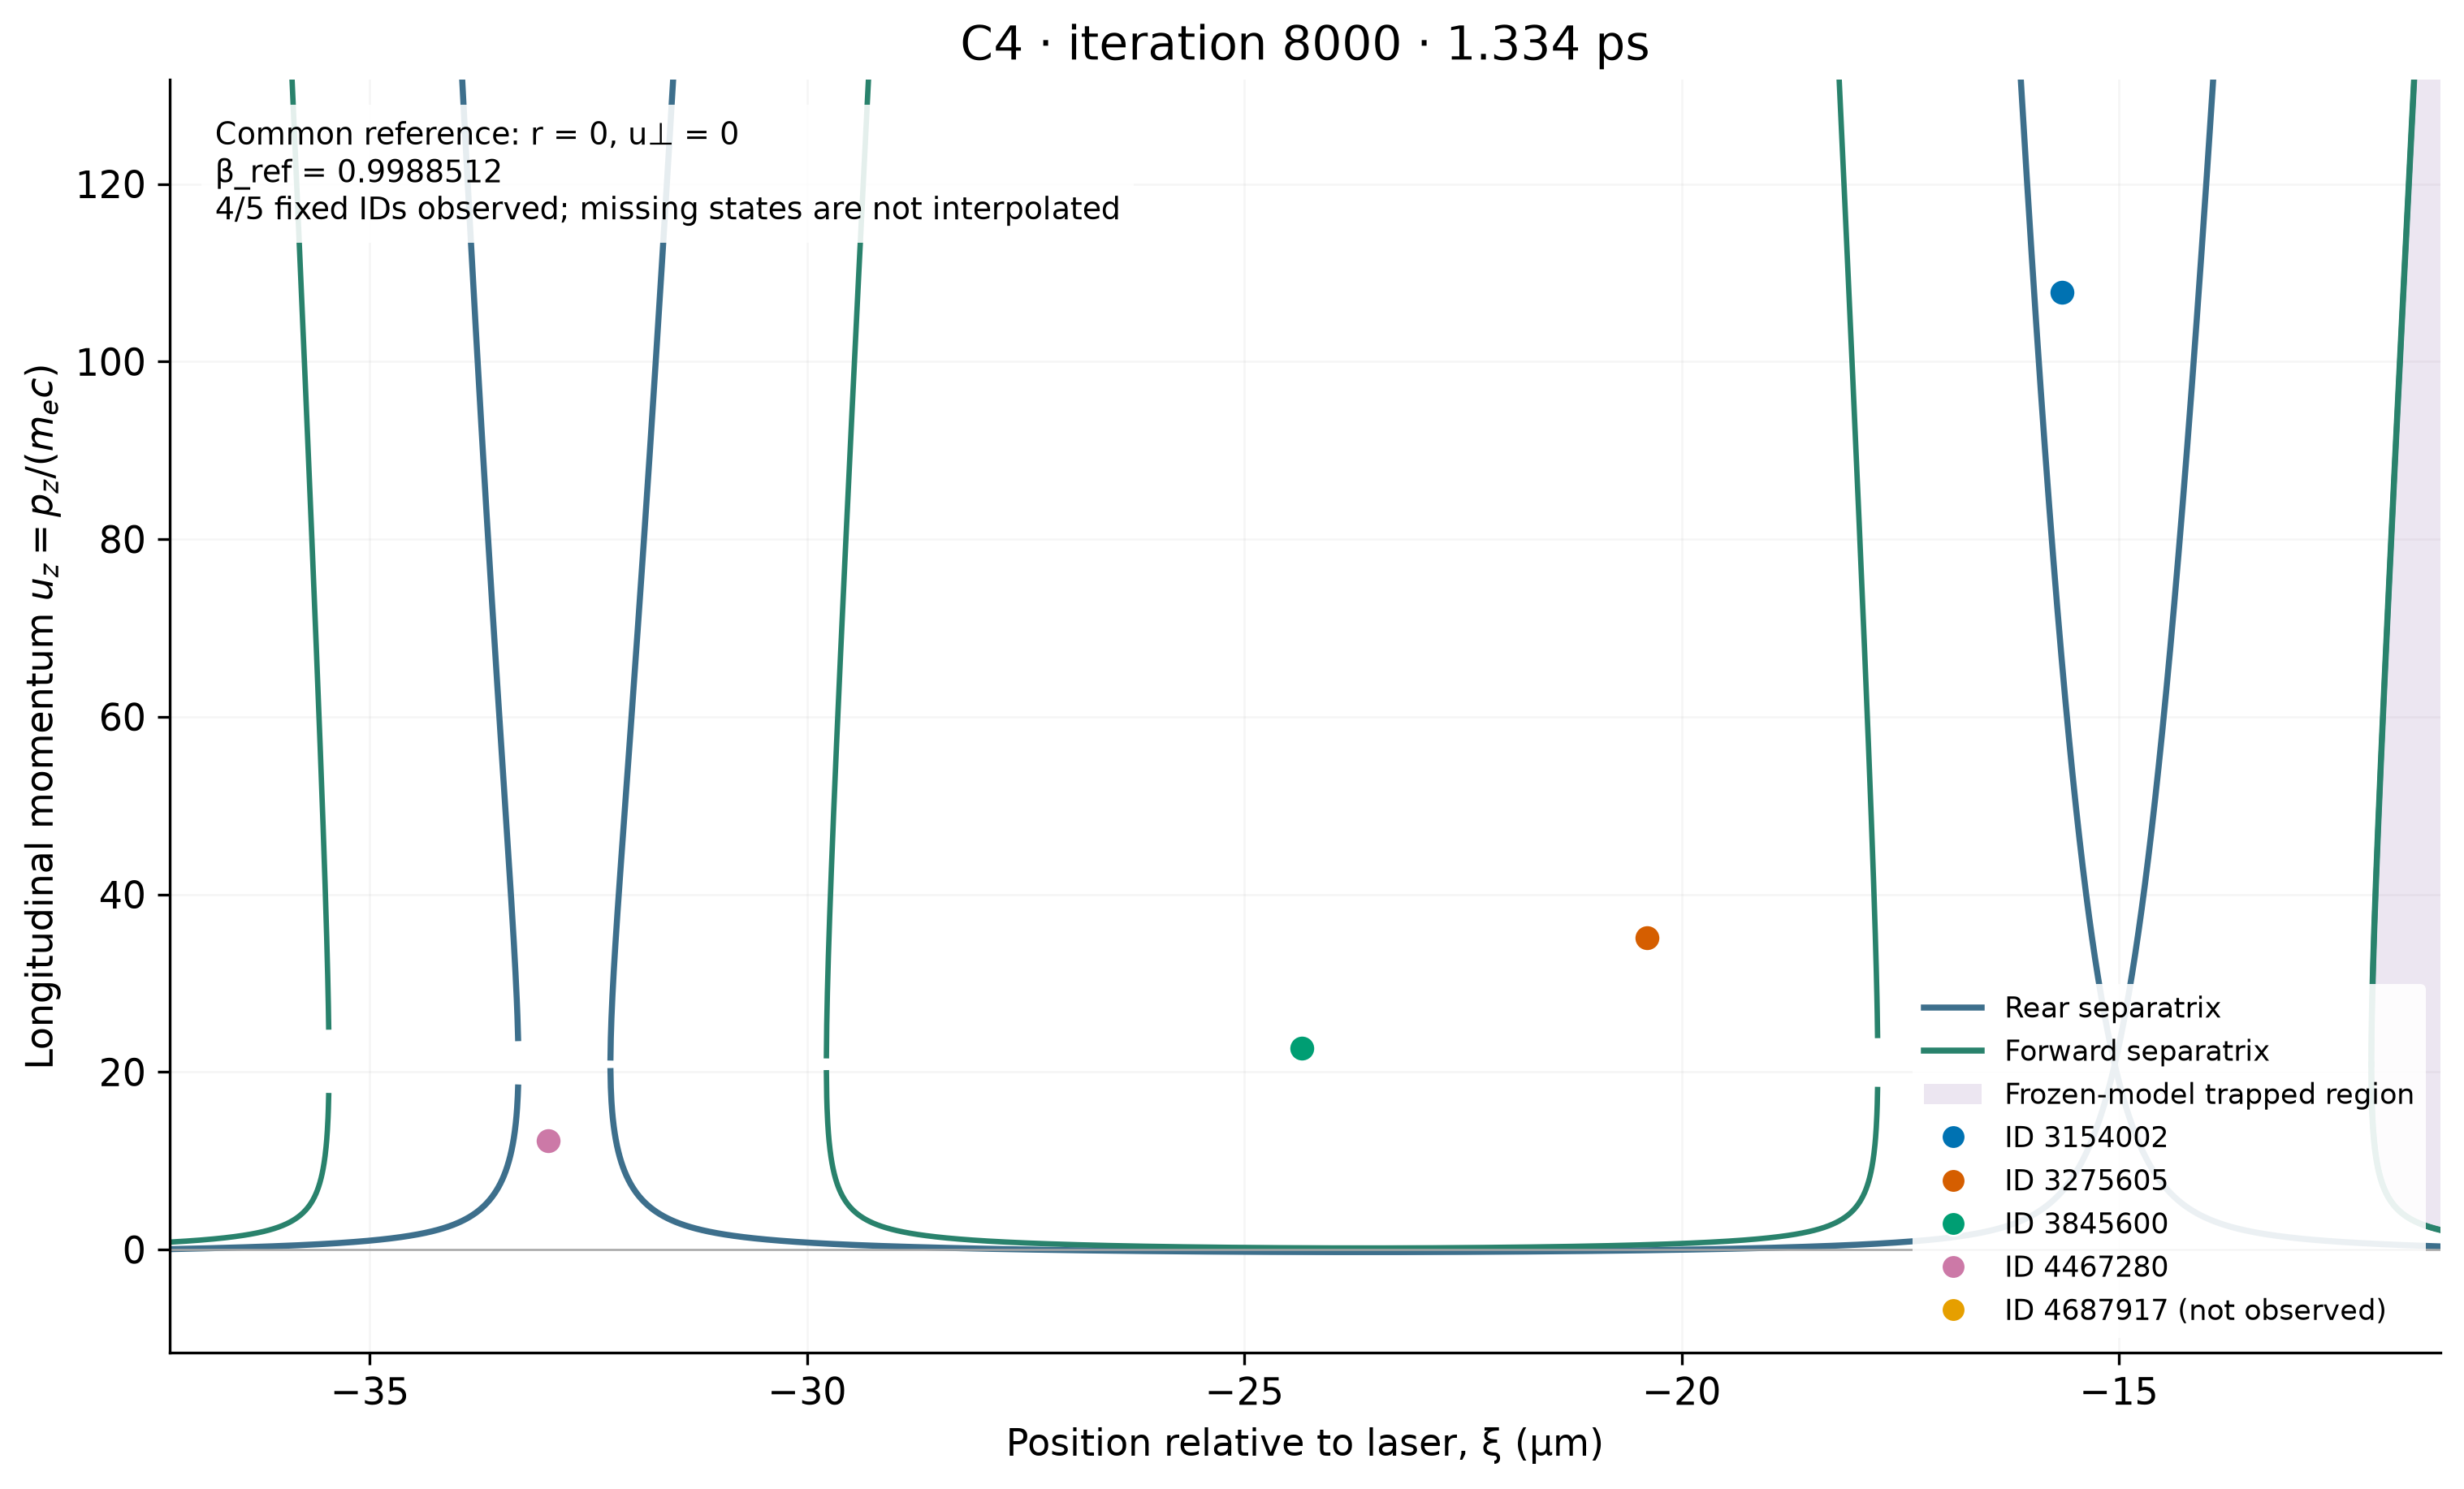 C4 · iteration 8000 · 1.334 ps
Common reference: r = 0, u⊥ = 0
β_ref = 0.9988512
4/5 fixed IDs observed; missing states are not interpolated
Longitudinal momentum u_z = p_z/(m_e c)
120
100
80
60
40
20
0
Rear separatrix
Forward separatrix
Frozen-model trapped region
ID 3154002
ID 3275605
ID 3845600
ID 4467280
ID 4687917 (not observed)
−35
−30
−25
−20
−15
Position relative to laser, ξ (μm)